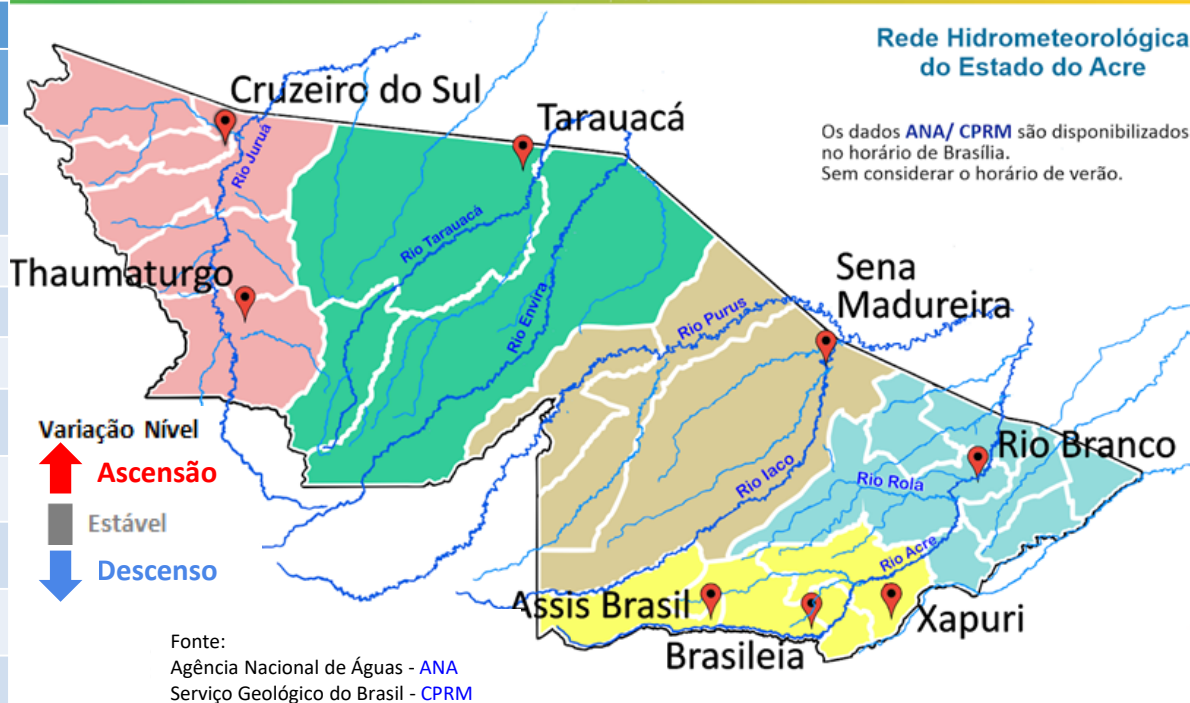 Rede Hidrometeorológica
do Estado do Acre
Os dados ANA/ CPRM são disponibilizados
no horário de Brasília.
Sem considerar o horário de verão.
Cruzeiro do Sul
Tarauacá
Rio Juruá
Rio Tarauacá
Thaumaturgo
Rio Envira
Sena
Madureira
Rio Purus
Variação Nível
Ascensão
Estável
Descenso
Rio Branco
Rio Iaco
Rio Rola
Rio Acre
Assis Brasil
Xapuri
Brasileia
Fonte:
Agência Nacional de Águas - ANA
Serviço Geológico do Brasil - CPRM